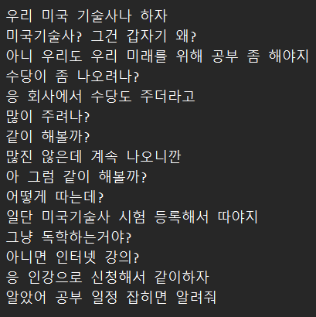 우리 미국 기술사나 하자
미국기술사? 그건 갑자기 왜?
아니 우리도 우리 미래를 위해 공부 좀 해야지
수당이 좀 나오려나?
응 회사에서 수당도 주더라고
많이 주려나?
같이 해볼까?
많진 않은데 계속 나오니깐
아 그럼 같이 해볼까?
어떻게 따는데?
일단 미국기술사 시험 등록해서 따야지
그냥 독학하는거야?
아니면 인터넷 강의?
응 인강으로 신청해서 같이하자
알았어 공부 일정 잡히면 알려줘